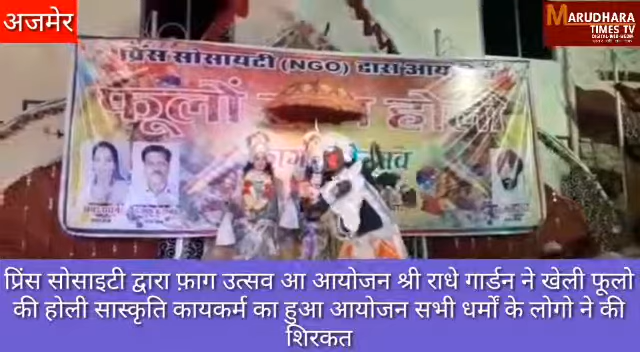 अजमेर
MARUDHARA
TIMES TV
प्रिंस सोसायटी (NGO) द्वारा आय
फूलों होली
प्रिंस सोसाइटी द्वारा फ़ाग उत्सव आ आयोजन श्री राधे गार्डन ने खेली फूलो
की होली सास्कृति कायकर्म का हुआ आयोजन सभी धर्मों के लोगो ने की
शिरकत